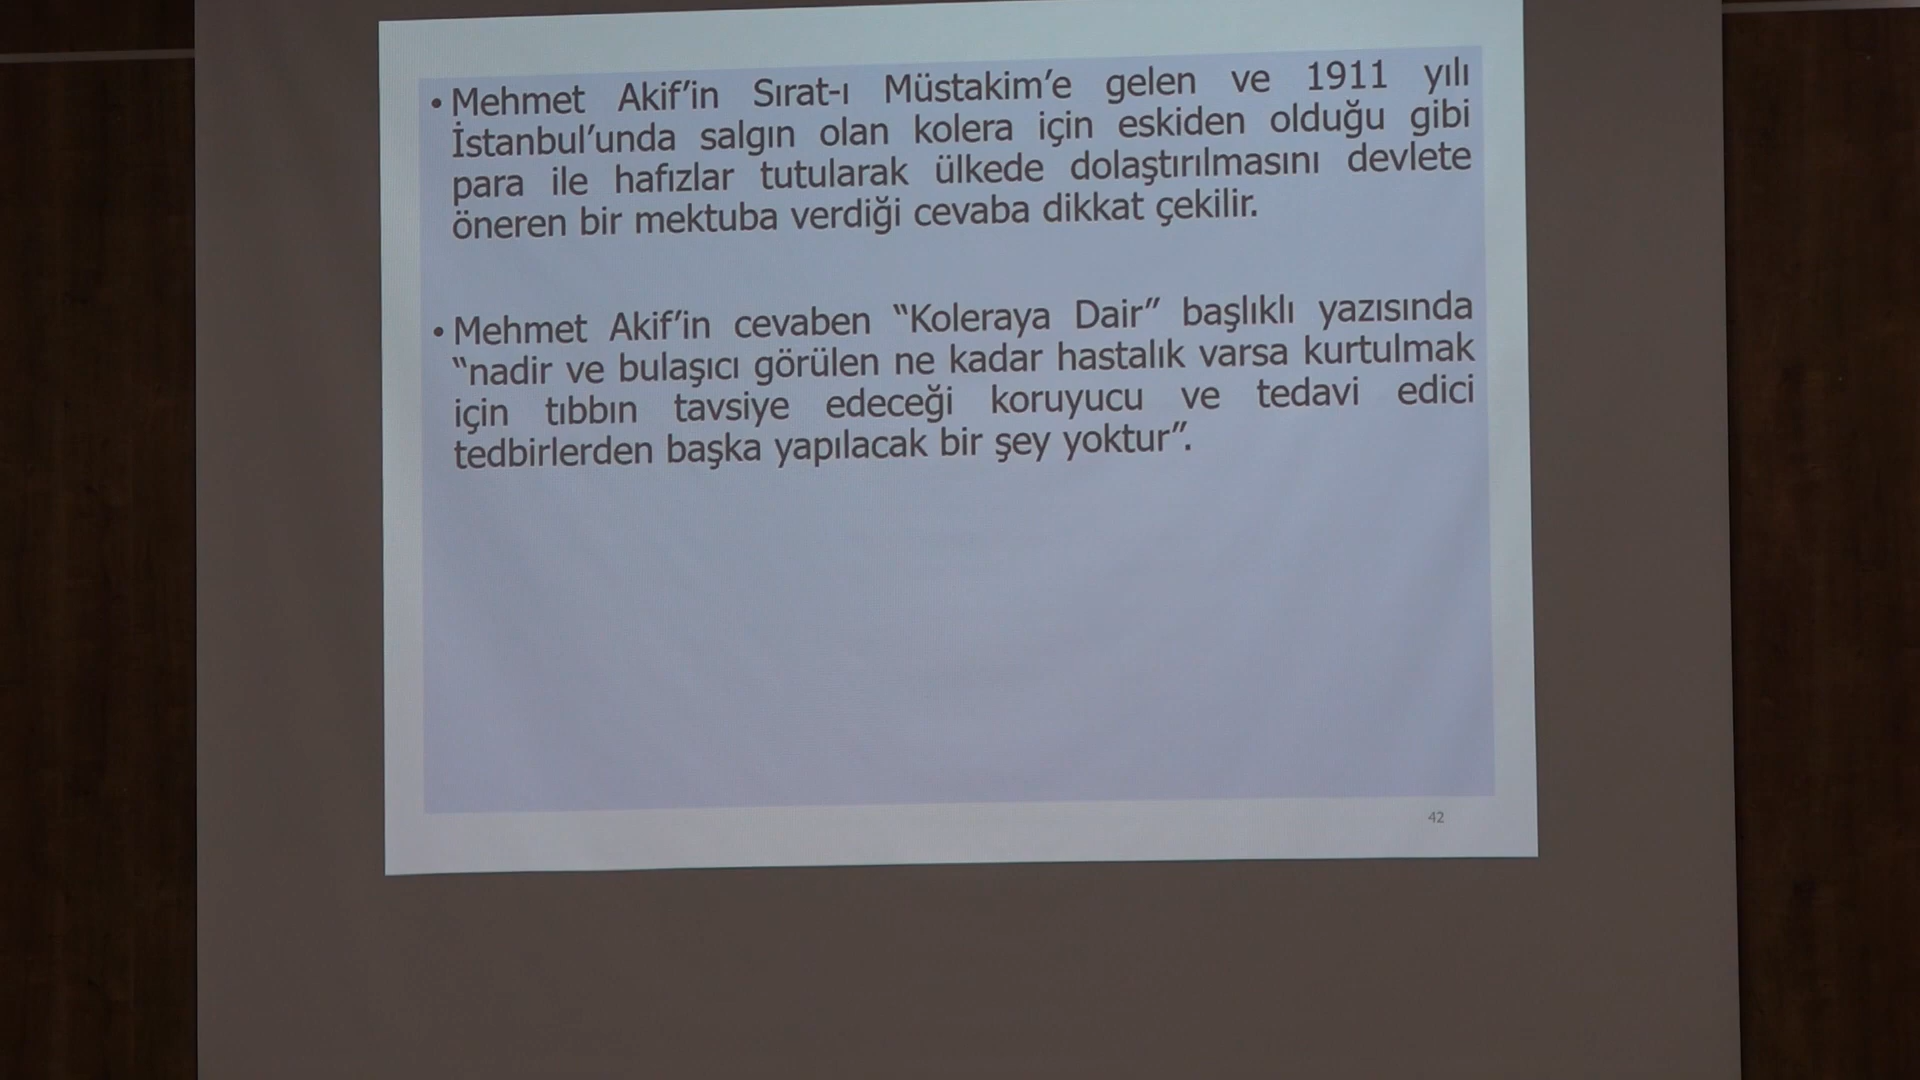 • Mehmet Akif’in Sırat-ı Müstakim’e gelen ve 1911 yılı
İstanbul’unda salgın olan kolera için eskiden olduğu gibi
para ile hafızlar tutularak ülkede dolaştırılmasını devlete
öneren bir mektuba verdiği cevaba dikkat çekilir.
• Mehmet Akif’in cevaben “Koleraya Dair” başlıklı yazısında
“nadir ve bulaşıcı görülen ne kadar hastalık varsa kurtulmak
için tıbbın tavsiye edeceği koruyucu ve tedavi edici
tedbirlerden başka yapılacak bir şey yoktur”.
42